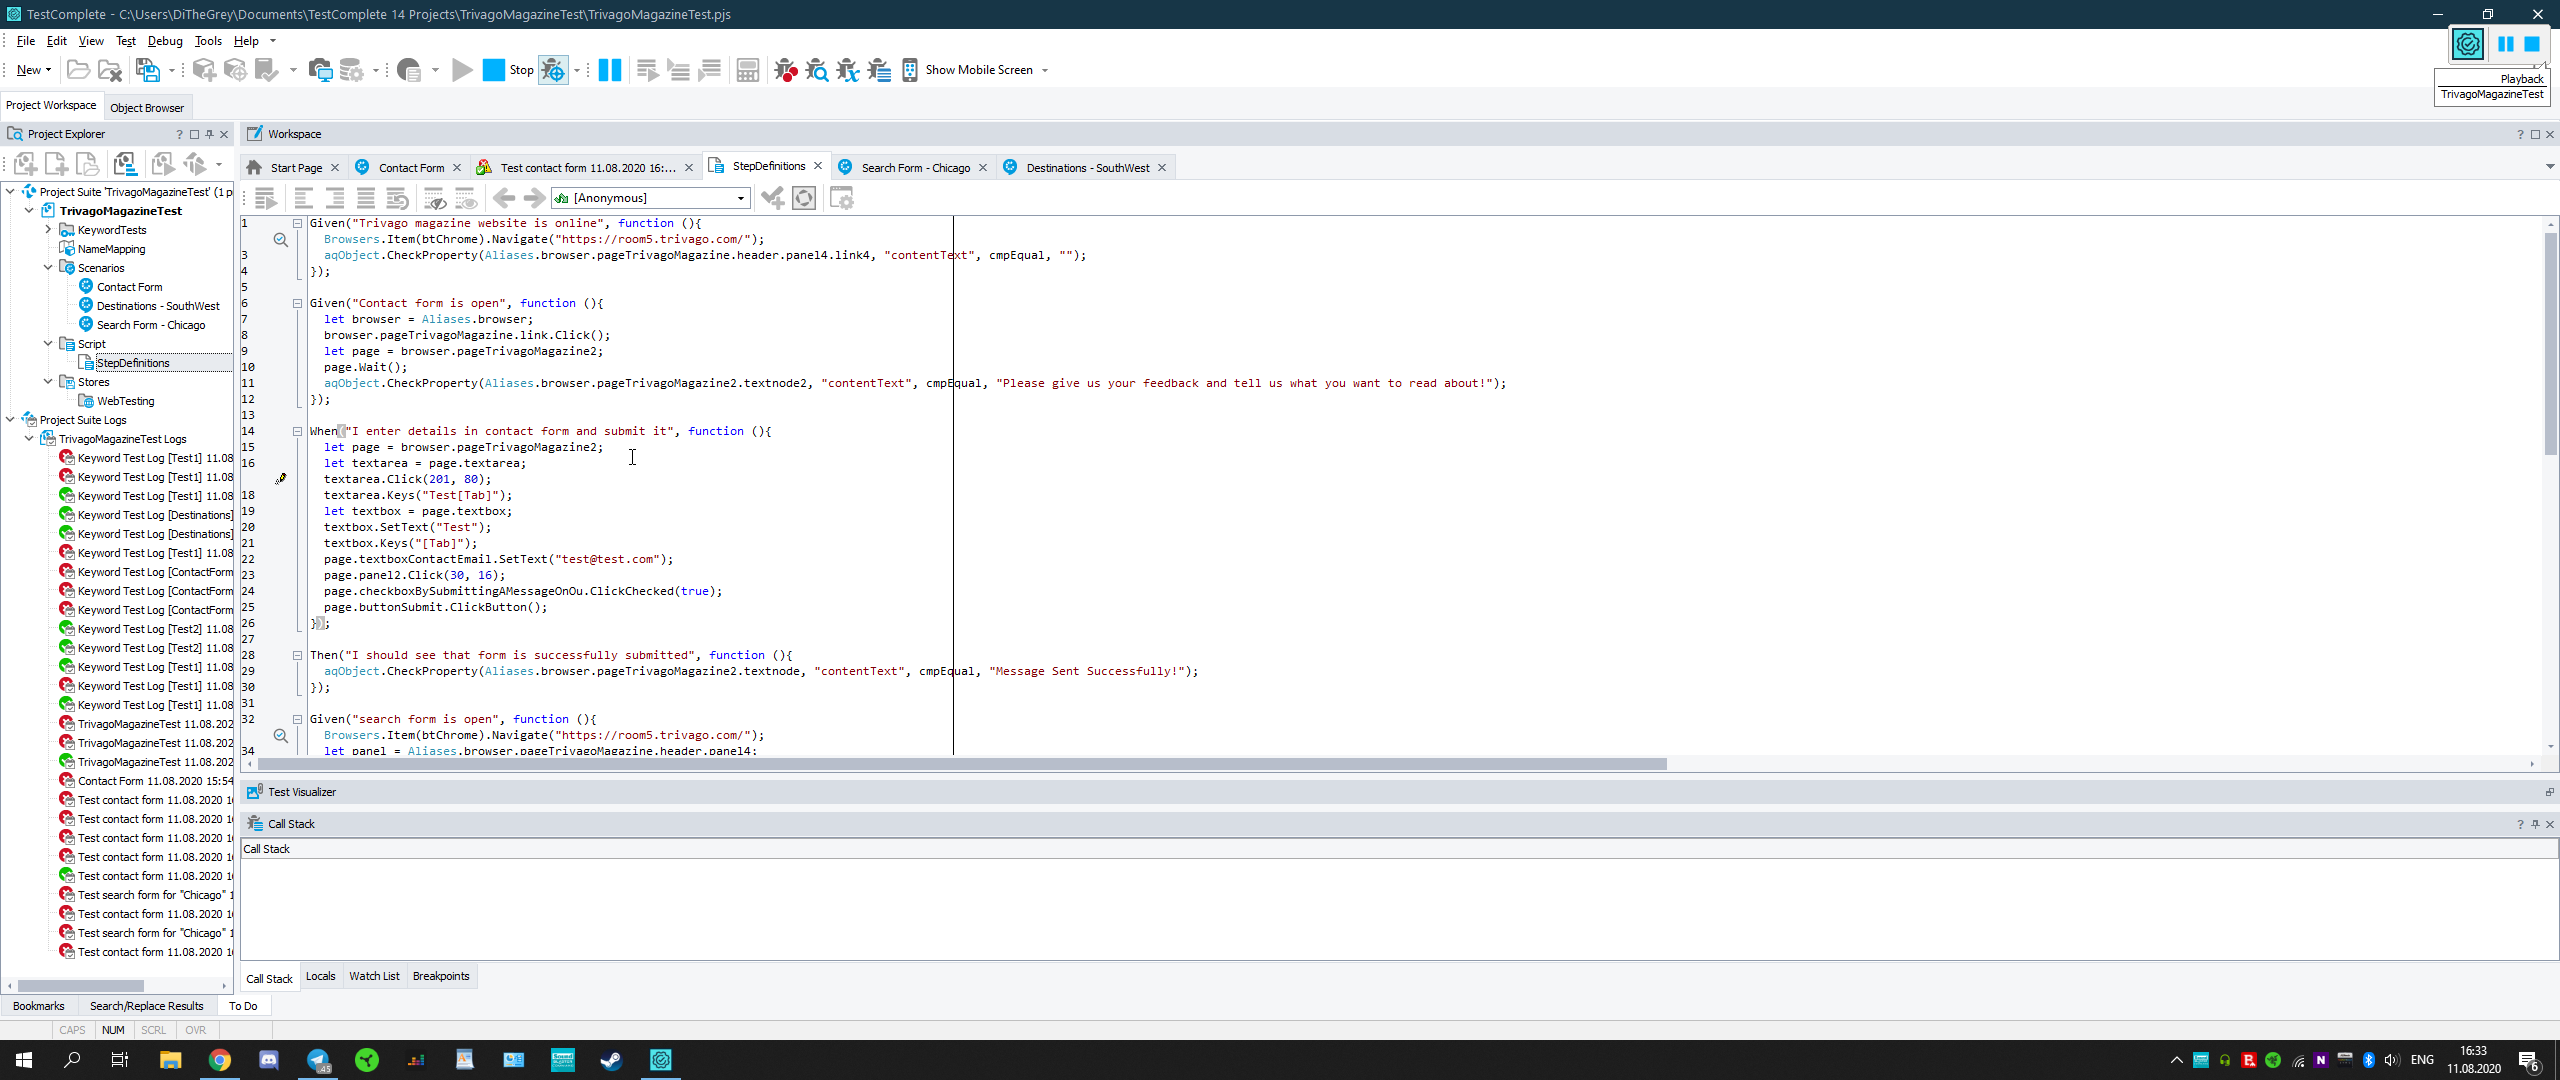 TestComplete - C:\Users\DiTheGrey\Documents\TestComplete 14 Projects\TrivagoMagazineTest\TrivagoMagazineTest.pjs
File Edit View Test Debug Tools Help
New Stop Show Mobile Screen
Playback
TrivagoMagazineTest
Project Workspace Object Browser
Project Explorer
Workspace
Start Page Contact Form Test contact form 11.08.2020 16:... StepDefinitions Search Form - Chicago Destinations - SouthWest
[Anonymous]
Project Suite 'TrivagoMagazineTest' (1 p
TrivagoMagazineTest
KeywordTests
NameMapping
Scenarios
Contact Form
Destinations - SouthWest
Search Form - Chicago
Script
StepDefinitions
Stores
WebTesting
Project Suite Logs
TrivagoMagazineTest Logs
Keyword Test Log [Test1] 11.08
Keyword Test Log [Test1] 11.08
Keyword Test Log [Test1] 11.08
Keyword Test Log [Destinations]
Keyword Test Log [Destinations]
Keyword Test Log [Test1] 11.08
Keyword Test Log [ContactForm
Keyword Test Log [ContactForm
Keyword Test Log [ContactForm
Keyword Test Log [Test2] 11.08
Keyword Test Log [Test2] 11.08
Keyword Test Log [Test1] 11.08
Keyword Test Log [Test1] 11.08
Keyword Test Log [Test1] 11.08
TrivagoMagazineTest 11.08.202
TrivagoMagazineTest 11.08.202
TrivagoMagazineTest 11.08.202
Contact Form 11.08.2020 15:54
Test contact form 11.08.2020 1
Test contact form 11.08.2020 1
Test contact form 11.08.2020 1
Test contact form 11.08.2020 1
Test contact form 11.08.2020 1
Test search form for "Chicago" 1
Test contact form 11.08.2020 1
Test search form for "Chicago" 1
Test contact form 11.08.2020 1
1 Given("Trivago magazine website is online", function (){
Browsers.Item(btChrome).Navigate("https://room5.trivago.com/");
3 aqObject.CheckProperty(Aliases.browser.pageTrivagoMagazine.header.panel4.link4, "contentText", cmpEqual, "");
4 });
5
6 Given("Contact form is open", function (){
7 let browser = Aliases.browser;
8 browser.pageTrivagoMagazine.link.Click();
9 let page = browser.pageTrivagoMagazine2;
10 page.Wait();
11 aqObject.CheckProperty(Aliases.browser.pageTrivagoMagazine2.textnode2, "contentText", cmpEqual, "Please give us your feedback and tell us what you want to read about!");
12 });
13
14 When("I enter details in contact form and submit it", function (){
15 let page = browser.pageTrivagoMagazine2;
16 let textarea = page.textarea;
textarea.Click(201, 80);
18 textarea.Keys("Test[Tab]");
19 let textbox = page.textbox;
20 textbox.SetText("Test");
21 textbox.Keys("[Tab]");
22 page.textboxContactEmail.SetText("test@test.com");
23 page.panel2.Click(30, 16);
24 page.checkboxBySubmittingAMessageOnOu.ClickChecked(true);
25 page.buttonSubmit.ClickButton();
26 });
27
28 Then("I should see that form is successfully submitted", function (){
29 aqObject.CheckProperty(Aliases.browser.pageTrivagoMagazine2.textnode, "contentText", cmpEqual, "Message Sent Successfully!");
30 });
31
32 Given("search form is open", function (){
Browsers.Item(btChrome).Navigate("https://room5.trivago.com/");
34 let panel = Aliases.browser.pageTrivagoMagazine.header.panel4;
Test Visualizer
Call Stack
Call Stack
Call Stack Locals Watch List Breakpoints
Bookmarks Search/Replace Results To Do
CAPS NUM SCRL OVR
ENG
16:33
11.08.2020
6